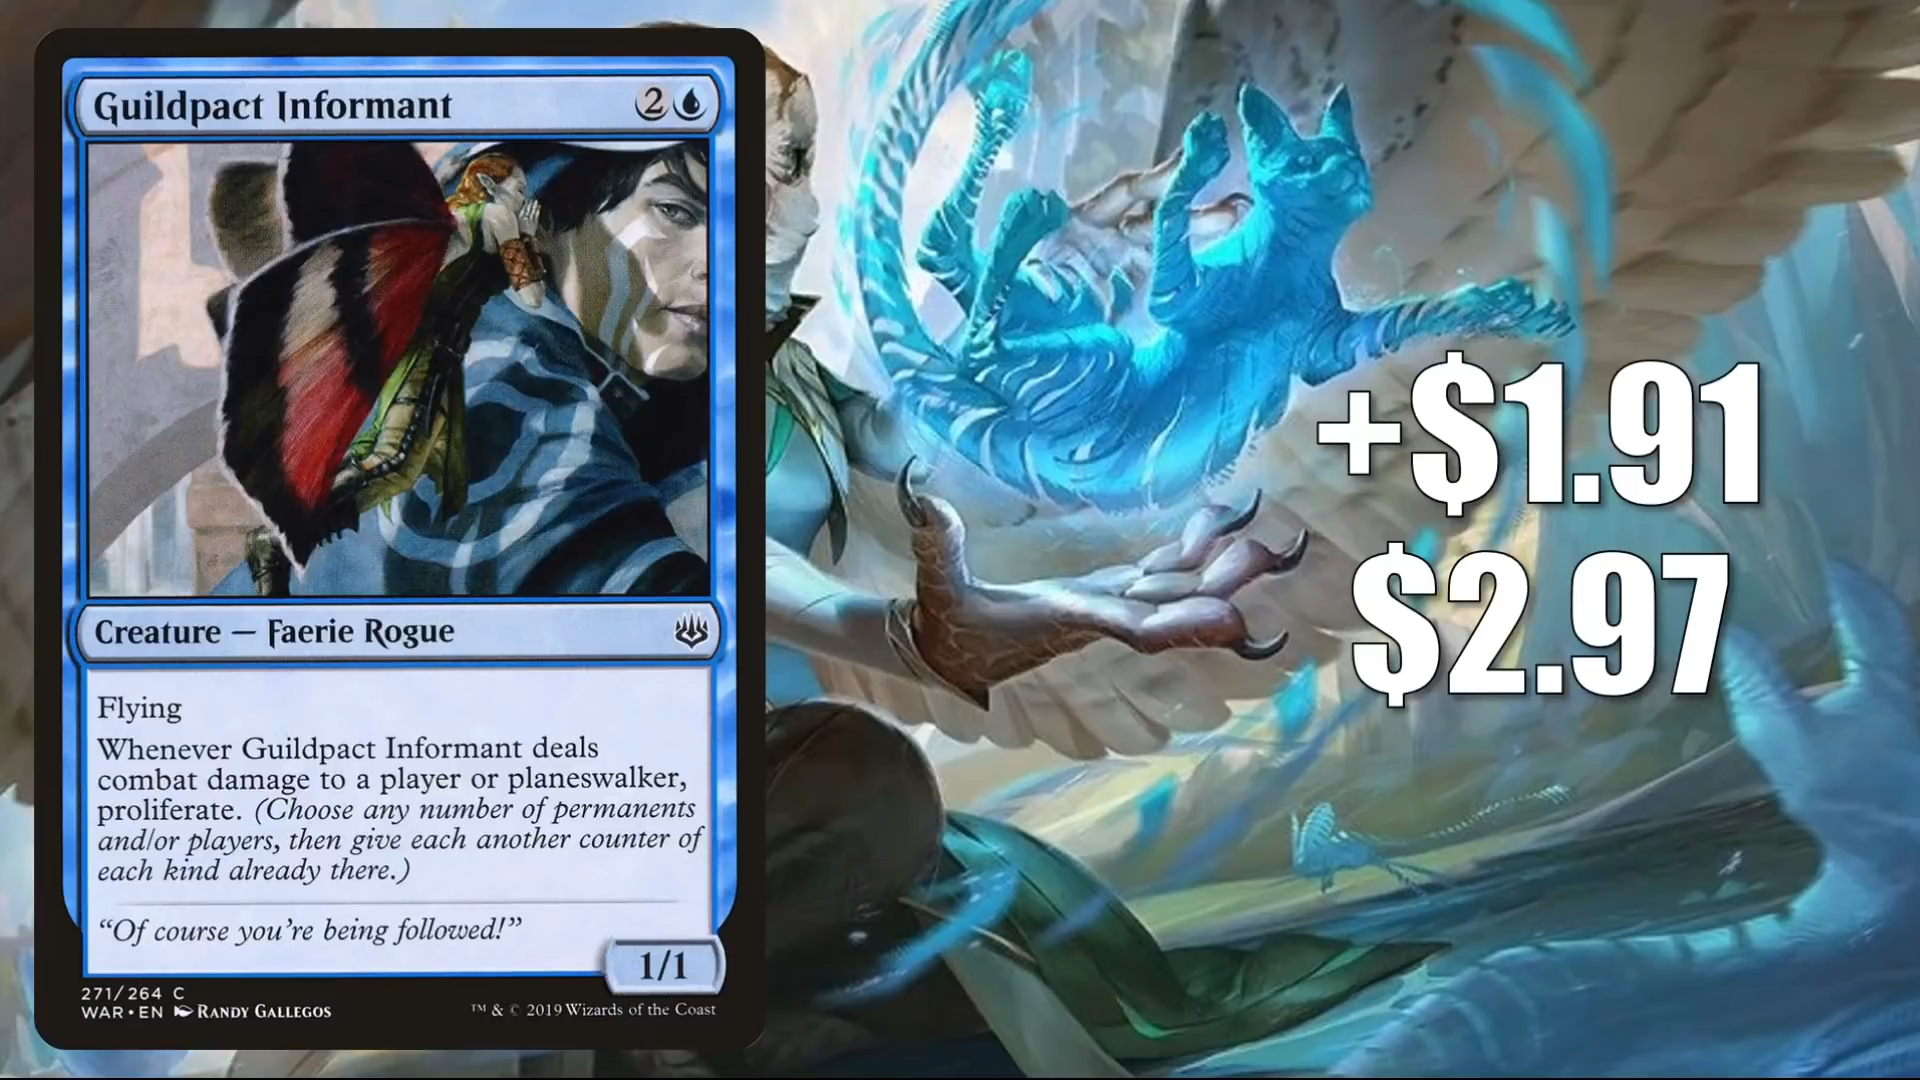 Guildpact Informant
2
Creature — Faerie Rogue
Flying
Whenever Guildpact Informant deals
combat damage to a player or planeswalker,
proliferate. (Choose any number of permanents
and/or players, then give each another counter of
each kind already there.)
“Of course you’re being followed!”
1/1
271/264 C
WAR • EN RANDY GALLEGOS
™ & © 2019 Wizards of the Coast
+$1.91
$2.97